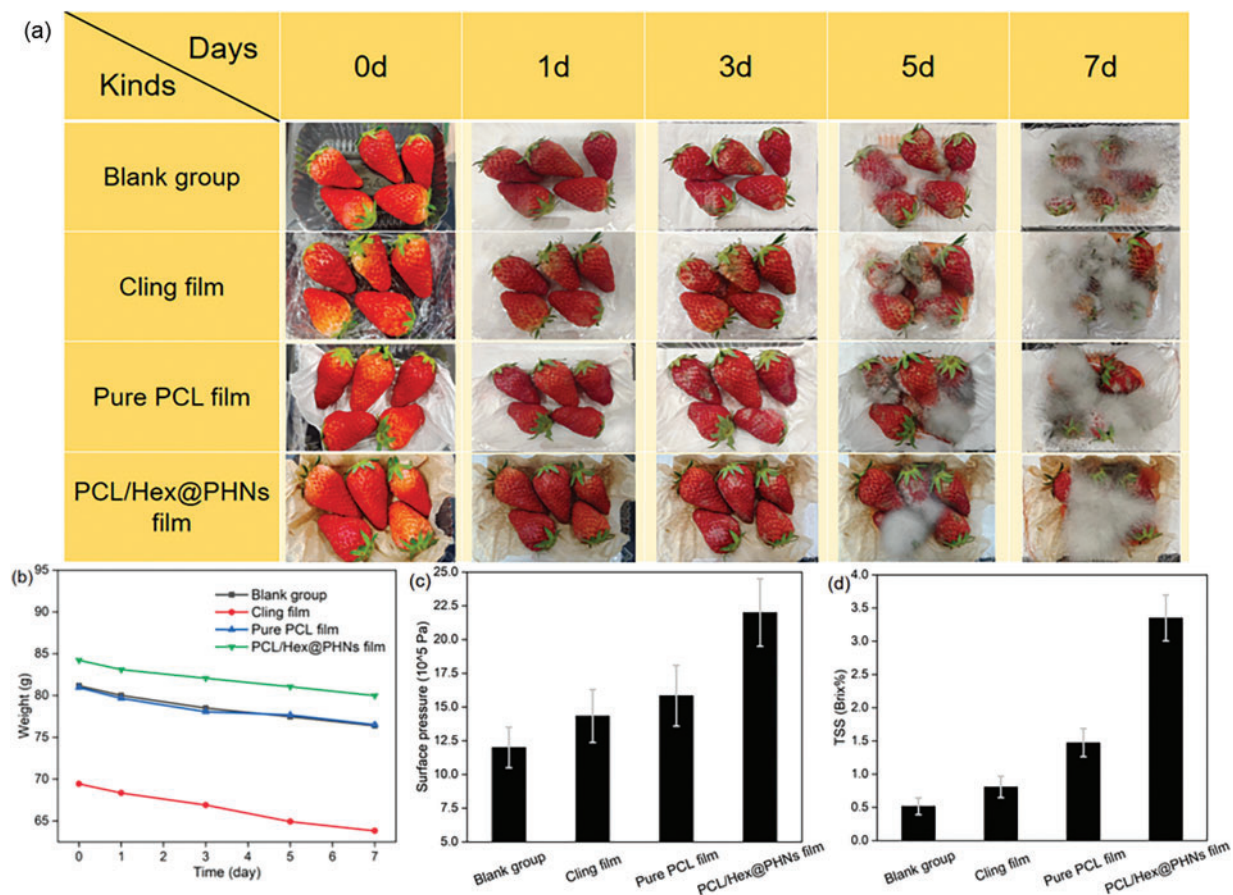 (a)
Days
Kinds
0d
1d
3d
5d
7d
Blank group
Cling film
Pure PCL film
PCL/Hex@PHNs
film
(b)
95
90
85
80
75
70
65
Weight (g)
0 1 2 3 4 5 6 7
Time (day)
Blank group
Cling film
Pure PCL film
PCL/Hex@PHNs film
(c)
25.0
22.5
20.0
17.5
15.0
12.5
10.0
7.5
5.0
Surface pressure (10^5 Pa)
Blank group
Cling film
Pure PCL film
PCL/Hex@PHNs film
(d)
4.0
3.5
3.0
2.5
2.0
1.5
1.0
0.5
0.0
TSS (Brix%)
Blank group
Cling film
Pure PCL film
PCL/Hex@PHNs film